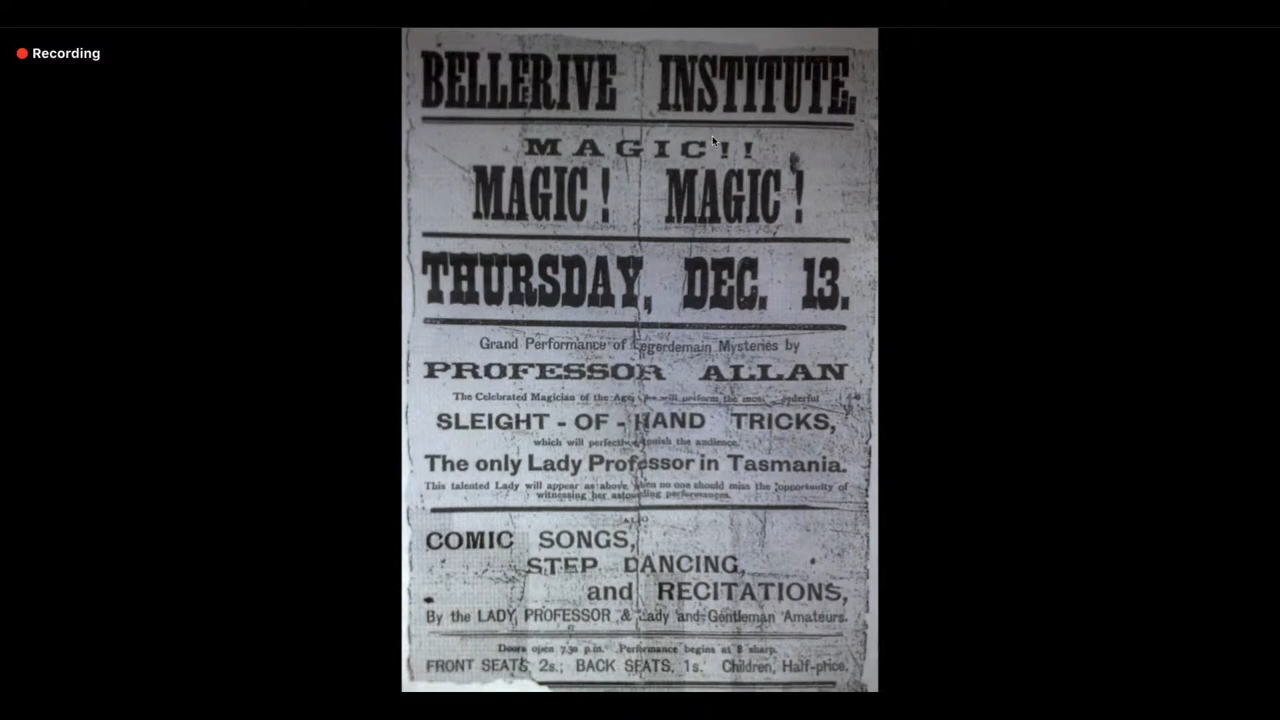 Recording
BELLERIVE INSTITUTE.
MAGIC!!
MAGIC! MAGIC!
THURSDAY, DEC. 13.
Grand Performance of Legerdemain Mysteries by
PROFESSOR ALLAN
The Celebrated Magician of the Age, will the most
SLEIGHT-OF-HAND TRICKS,
which will the audience.
The only Lady Professor in Tasmania.
This talented Lady will appear as above, when no one should miss the opportunity of
witnessing her performances.
ALSO
COMIC SONGS,
STEP DANCING,
and RECITATIONS,
By the LADY PROFESSOR & Lady and Gentleman Amateurs.
Doors open 7.30 p.m. Performance begins at 8 sharp.
FRONT SEATS, 2s.; BACK SEATS, 1s. Children, Half-price.